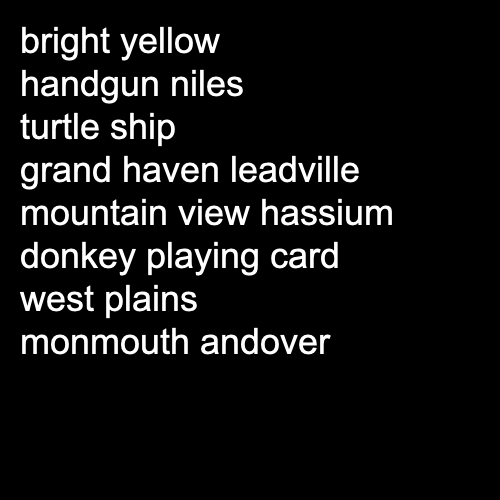 bright yellow
handgun niles
turtle ship
grand haven leadville
mountain view hassium
donkey playing card
west plains
monmouth andover